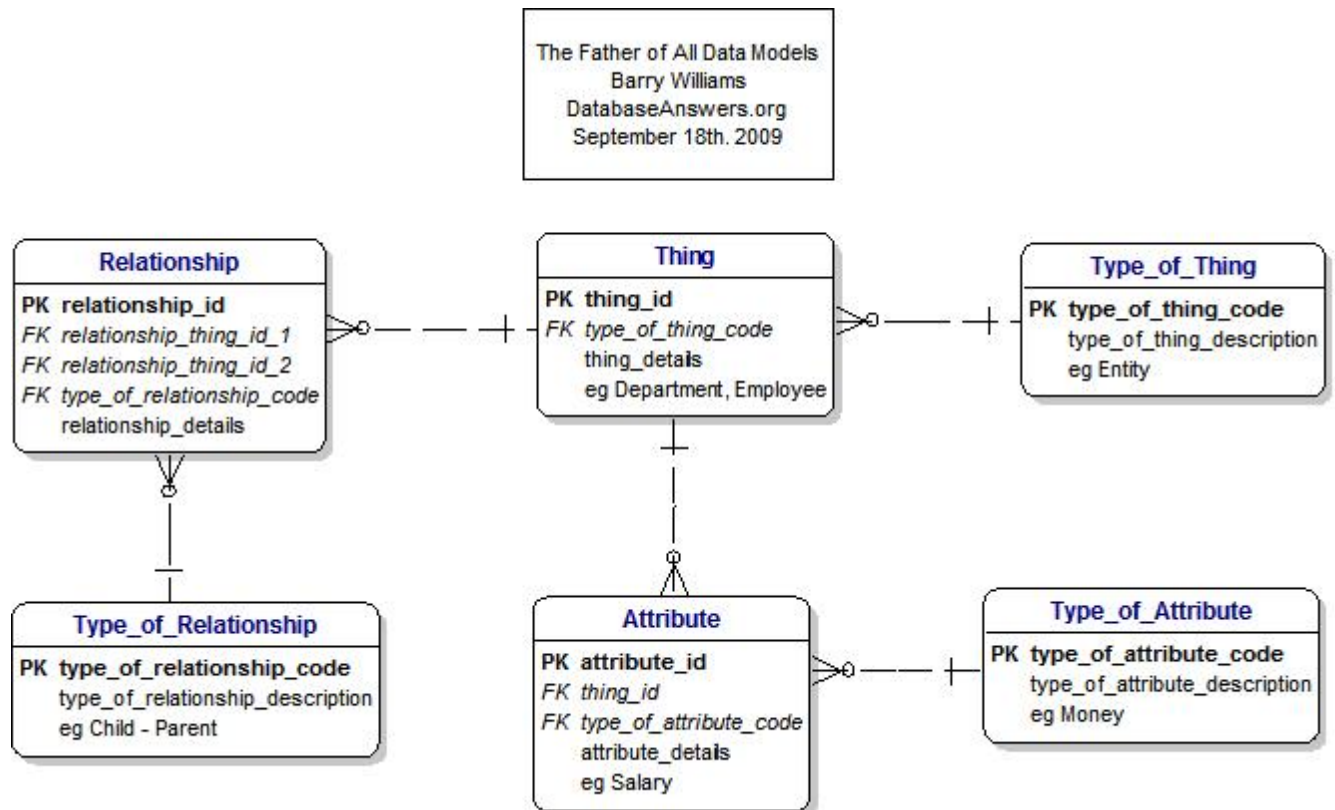 The Father of All Data Models
Barry Williams
DatabaseAnswers.org
September 18th. 2009
Relationship
PK relationship_id
FK relationship_thing_id_1
FK relationship_thing_id_2
FK type_of_relationship_code
relationship_details
Thing
PK thing_id
FK type_of_thing_code
thing_details
eg Department, Employee
Type_of_Thing
PK type_of_thing_code
type_of_thing_description
eg Entity
Type_of_Relationship
PK type_of_relationship_code
type_of_relationship_description
eg Child - Parent
Attribute
PK attribute_id
FK thing_id
FK type_of_attribute_code
attribute_details
eg Salary
Type_of_Attribute
PK type_of_attribute_code
type_of_attribute_description
eg Money